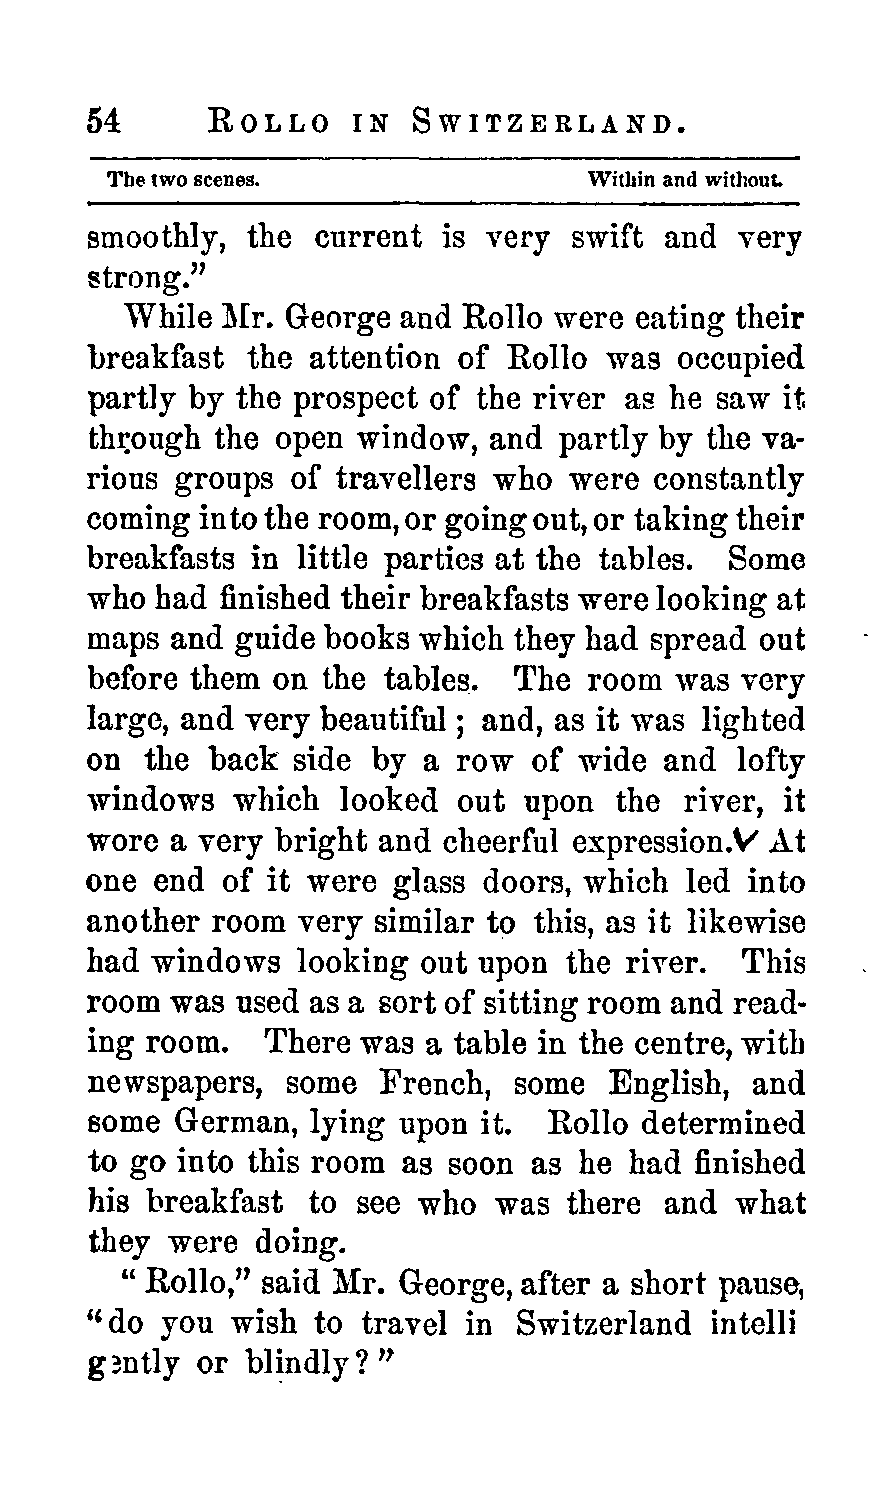 54 ROLLO IN SWITZERLAND.
The two scenes. Within and without.
smoothly, the current is very swift and very
strong."
While Mr. George and Rollo were eating their
breakfast the attention of Rollo was occupied
partly by the prospect of the river as he saw it
through the open window, and partly by the va-
rious groups of travellers who were constantly
coming into the room, or going out, or taking their
breakfasts in little parties at the tables. Some
who had finished their breakfasts were looking at
maps and guide books which they had spread out
before them on the tables. The room was very
large, and very beautiful; and, as it was lighted
on the back side by a row of wide and lofty
windows which looked out upon the river, it
wore a very bright and cheerful expression. At
one end of it were glass doors, which led into
another room very similar to this, as it likewise
had windows looking out upon the river. This
room was used as a sort of sitting room and read-
ing room. There was a table in the centre, with
newspapers, some French, some English, and
some German, lying upon it. Rollo determined
to go into this room as soon as he had finished
his breakfast to see who was there and what
they were doing.
"Rollo," said Mr. George, after a short pause,
"do you wish to travel in Switzerland intelli
gently or blindly?"